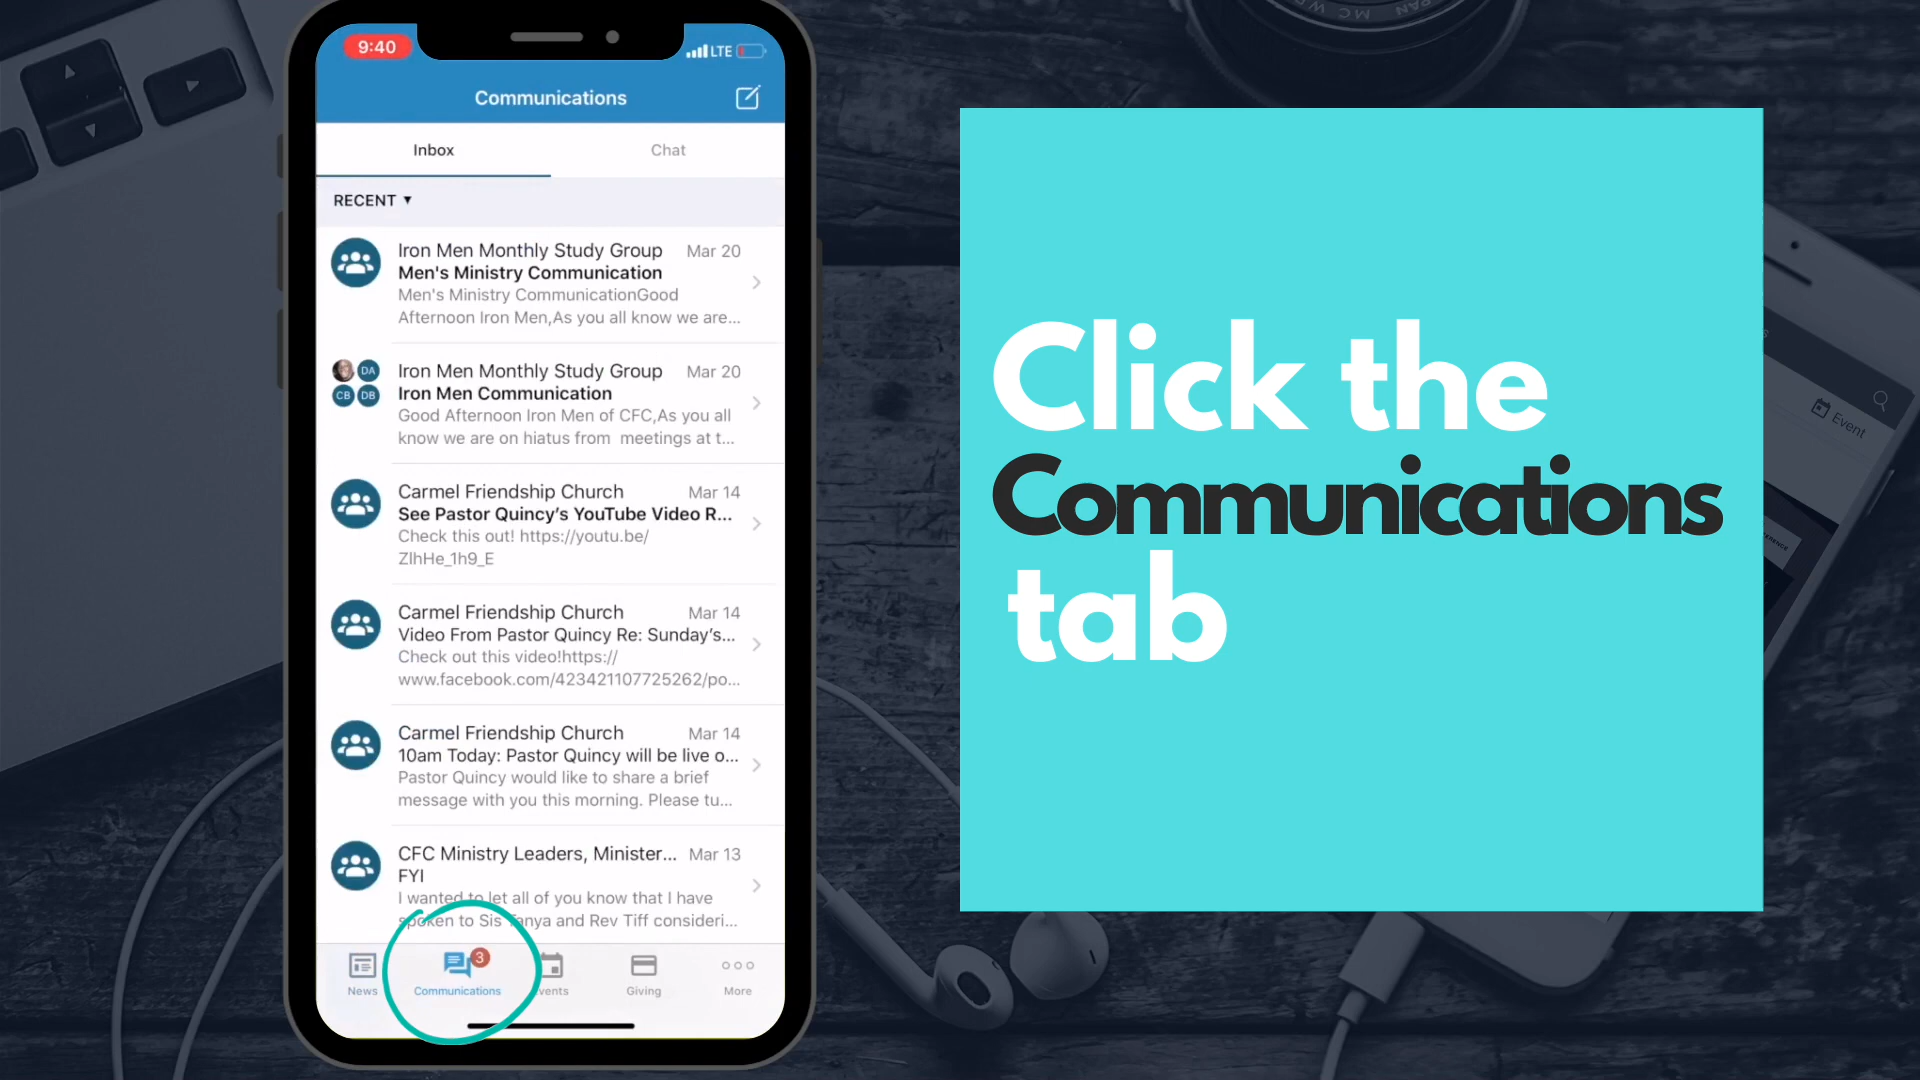 9:40
LTE
Communications
Inbox
Chat
RECENT ▼
Iron Men Monthly Study Group Mar 20
Men's Ministry Communication
Men's Ministry CommunicationGood
Afternoon Iron Men,As you all know we are...
DA
CB DB
Iron Men Monthly Study Group Mar 20
Iron Men Communication
Good Afternoon Iron Men of CFC,As you all
know we are on hiatus from meetings at t...
Carmel Friendship Church Mar 14
See Pastor Quincy's YouTube Video R...
Check this out! https://youtu.be/
ZlhHe_1h9_E
Carmel Friendship Church Mar 14
Video From Pastor Quincy Re: Sunday's...
Check out this video!https://
www.facebook.com/423421107725262/po...
Carmel Friendship Church Mar 14
10am Today: Pastor Quincy will be live o...
Pastor Quincy would like to share a brief
message with you this morning. Please tu...
CFC Ministry Leaders, Minister... Mar 13
FYI
I wanted to let all of you know that I have
spoken to Sis Tanya and Rev Tiff consideri...
3
News
Communications
vents
Giving
More
Click the
Communications
tab
Event